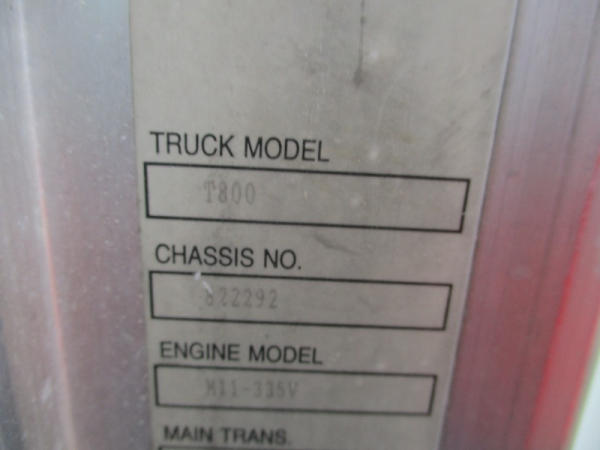 TRUCK MODEL
T800
CHASSIS NO.
822292
ENGINE MODEL
M11-335V
MAIN TRANS.